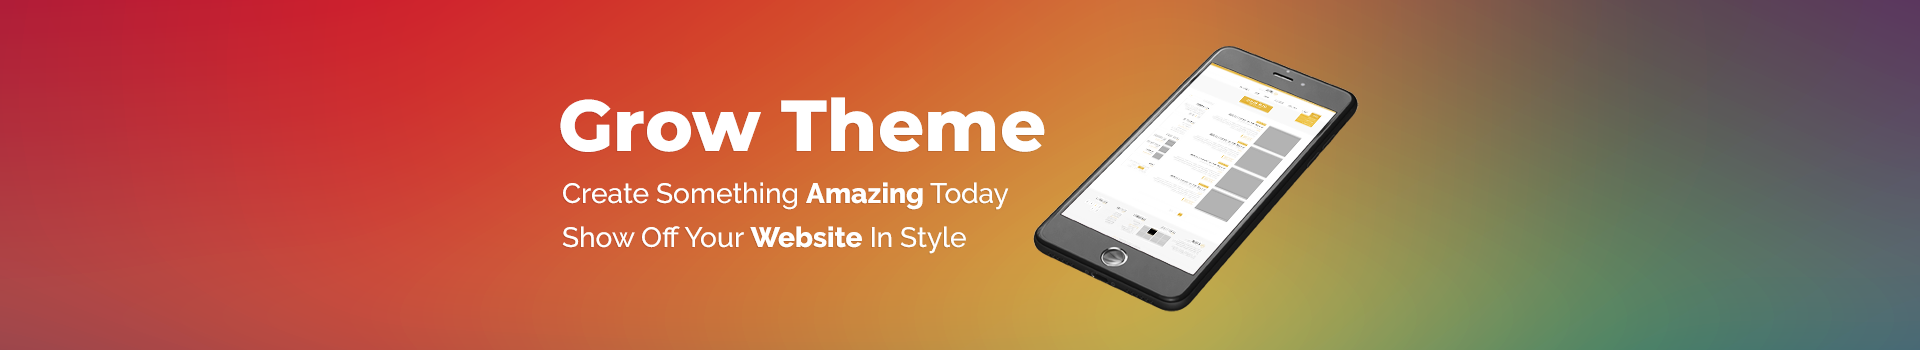 Grow Theme
Create Something Amazing Today
Show Off Your Website In Style